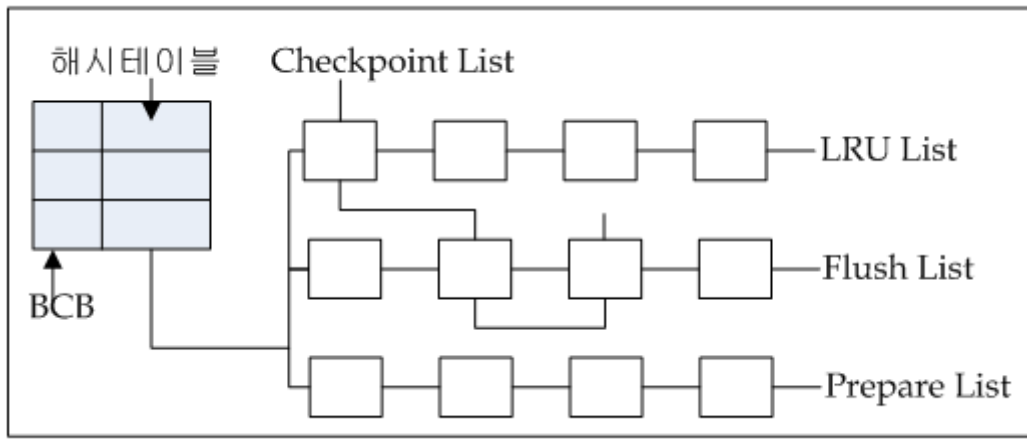 해시테이블
Checkpoint List
LRU List
Flush List
BCB
Prepare List